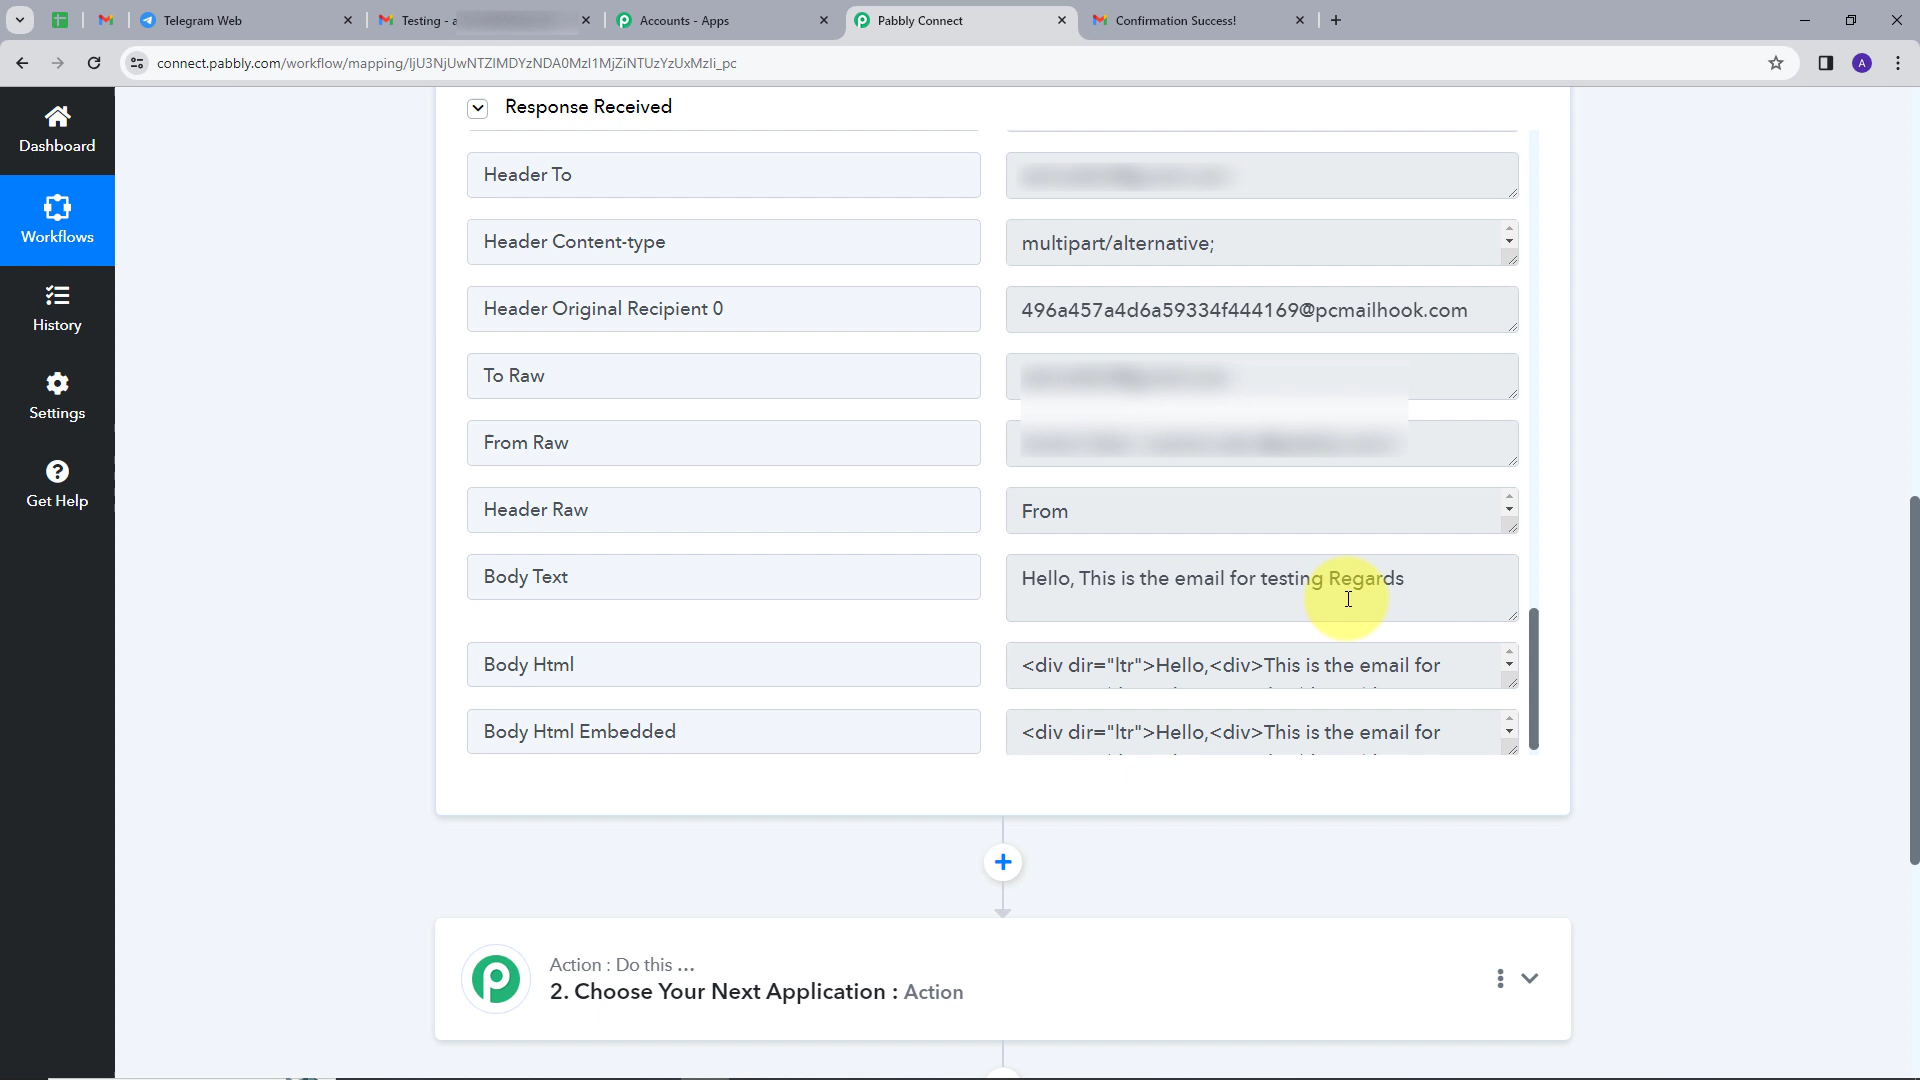 Telegram Web
Testing - a
Accounts - Apps
Pabbly Connect
Confirmation Success!
connect.pabbly.com/workflow/mapping/IjU3NjUwNTZlMDYzNDA0MzI1MjZiNTUzYzUxMzIi_pc
Dashboard
Workflows
History
Settings
Get Help
Response Received
Header To
Header Content-type
multipart/alternative;
Header Original Recipient 0
496a457a4d6a59334f444169@pcmailhook.com
To Raw
From Raw
Header Raw
From
Body Text
Hello, This is the email for testing Regards
Body Html
<div dir="ltr">Hello,<div>This is the email for
Body Html Embedded
<div dir="ltr">Hello,<div>This is the email for
Action : Do this ...
2. Choose Your Next Application : Action
A